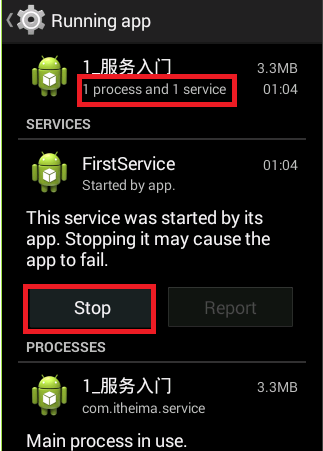 Running app
1_服务入门
3.3MB
1 process and 1 service
01:04
SERVICES
FirstService
01:04
Started by app.
This service was started by its
app. Stopping it may cause the
app to fail.
Stop
Report
PROCESSES
1_服务入门
3.3MB
com.itheima.service
Main process in use.